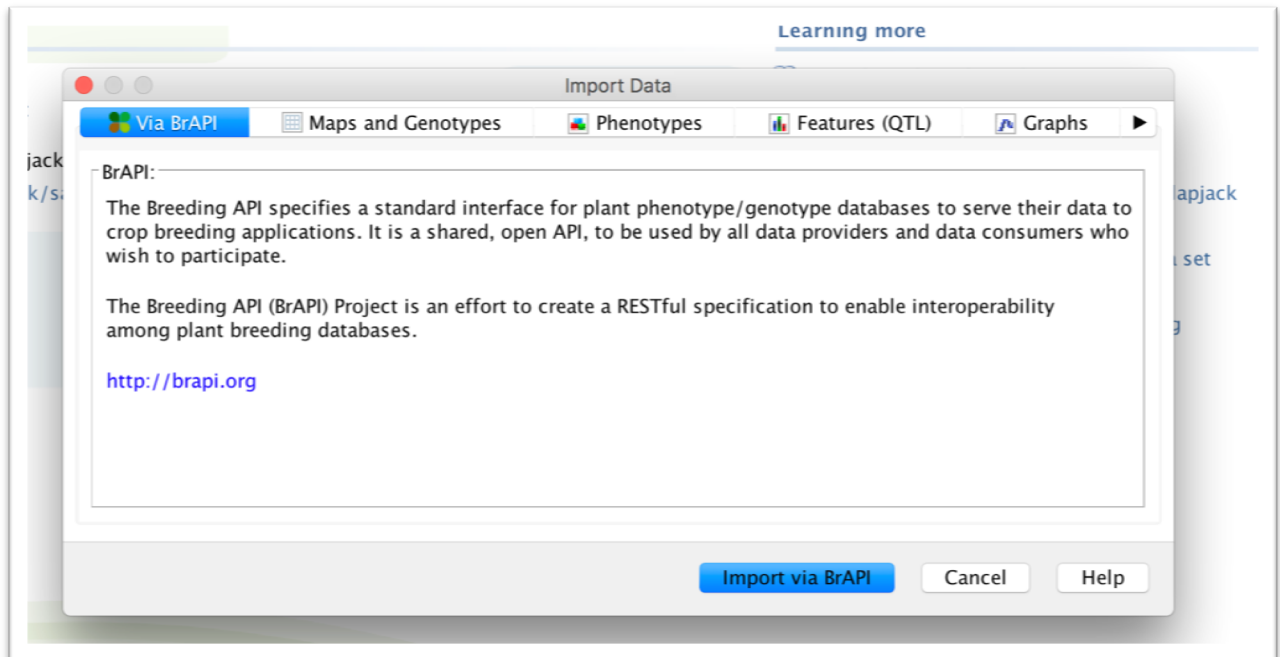 Learning more
Import Data
Via BrAPI
Maps and Genotypes
Phenotypes
Features (QTL)
Graphs
jack
k/s
lapjack
set
BrAPI:
The Breeding API specifies a standard interface for plant phenotype/genotype databases to serve their data to
crop breeding applications. It is a shared, open API, to be used by all data providers and data consumers who
wish to participate.
The Breeding API (BrAPI) Project is an effort to create a RESTful specification to enable interoperability
among plant breeding databases.
http://brapi.org
Import via BrAPI
Cancel
Help